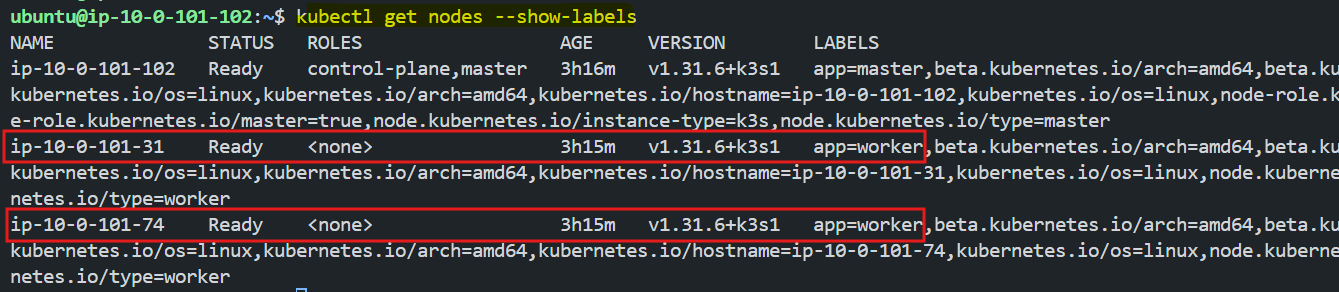 ubuntu@ip-10-0-101-102:~$ kubectl get nodes --show-labels
NAME STATUS ROLES AGE VERSION LABELS
ip-10-0-101-102 Ready control-plane,master 3h16m v1.31.6+k3s1 app=master,beta.kubernetes.io/arch=amd64,beta.ku
kubernetes.io/os=linux,kubernetes.io/arch=amd64,kubernetes.io/hostname=ip-10-0-101-102,kubernetes.io/os=linux,node-role.k
e-role.kubernetes.io/master=true,node.kubernetes.io/instance-type=k3s,node.kubernetes.io/type=master
ip-10-0-101-31 Ready <none> 3h15m v1.31.6+k3s1 app=worker,beta.kubernetes.io/arch=amd64,beta.ku
kubernetes.io/os=linux,kubernetes.io/arch=amd64,kubernetes.io/hostname=ip-10-0-101-31,kubernetes.io/os=linux,node.kuberne
netes.io/type=worker
ip-10-0-101-74 Ready <none> 3h15m v1.31.6+k3s1 app=worker,beta.kubernetes.io/arch=amd64,beta.ku
kubernetes.io/os=linux,kubernetes.io/arch=amd64,kubernetes.io/hostname=ip-10-0-101-74,kubernetes.io/os=linux,node.kuberne
netes.io/type=worker